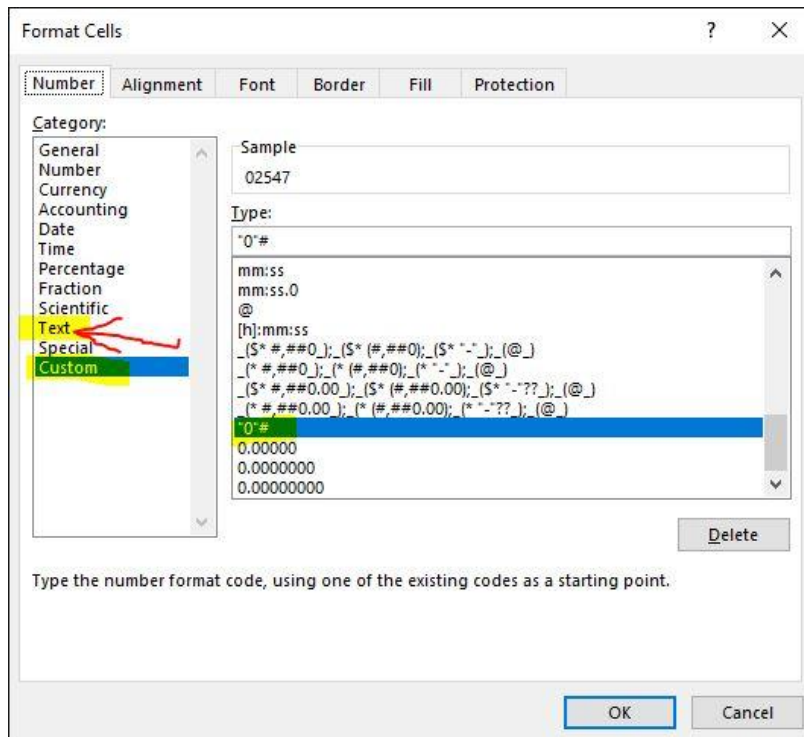 Format Cells
? ×
Number Alignment Font Border Fill Protection
Category:
General
Number
Currency
Accounting
Date
Time
Percentage
Fraction
Scientific
Text
Special
Custom
Sample
02547
Type:
"0"#
mm:ss
mm:ss.0
@
[h]:mm:ss
_($* #,##0_);_($* (#,##0);_($* "-"_);_(@_)
_(* #,##0_);_(* (#,##0);_(* "-"_);_(@_)
_($* #,##0.00_);_($* (#,##0.00);_($* "-"??_);_(@_)
_(* #,##0.00_);_(* (#,##0.00);_(* "-"??_);_(@_)
"0"#
0.00000
0.0000000
0.00000000
Delete
Type the number format code, using one of the existing codes as a starting point.
OK Cancel